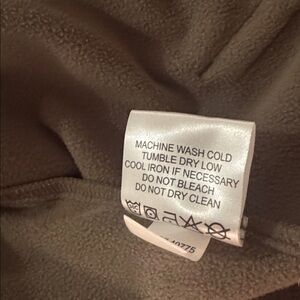 MACHINE WASH COLD
TUMBLE DRY LOW
COOL IRON IF NECESSARY
DO NOT BLEACH
DO NOT DRY CLEAN